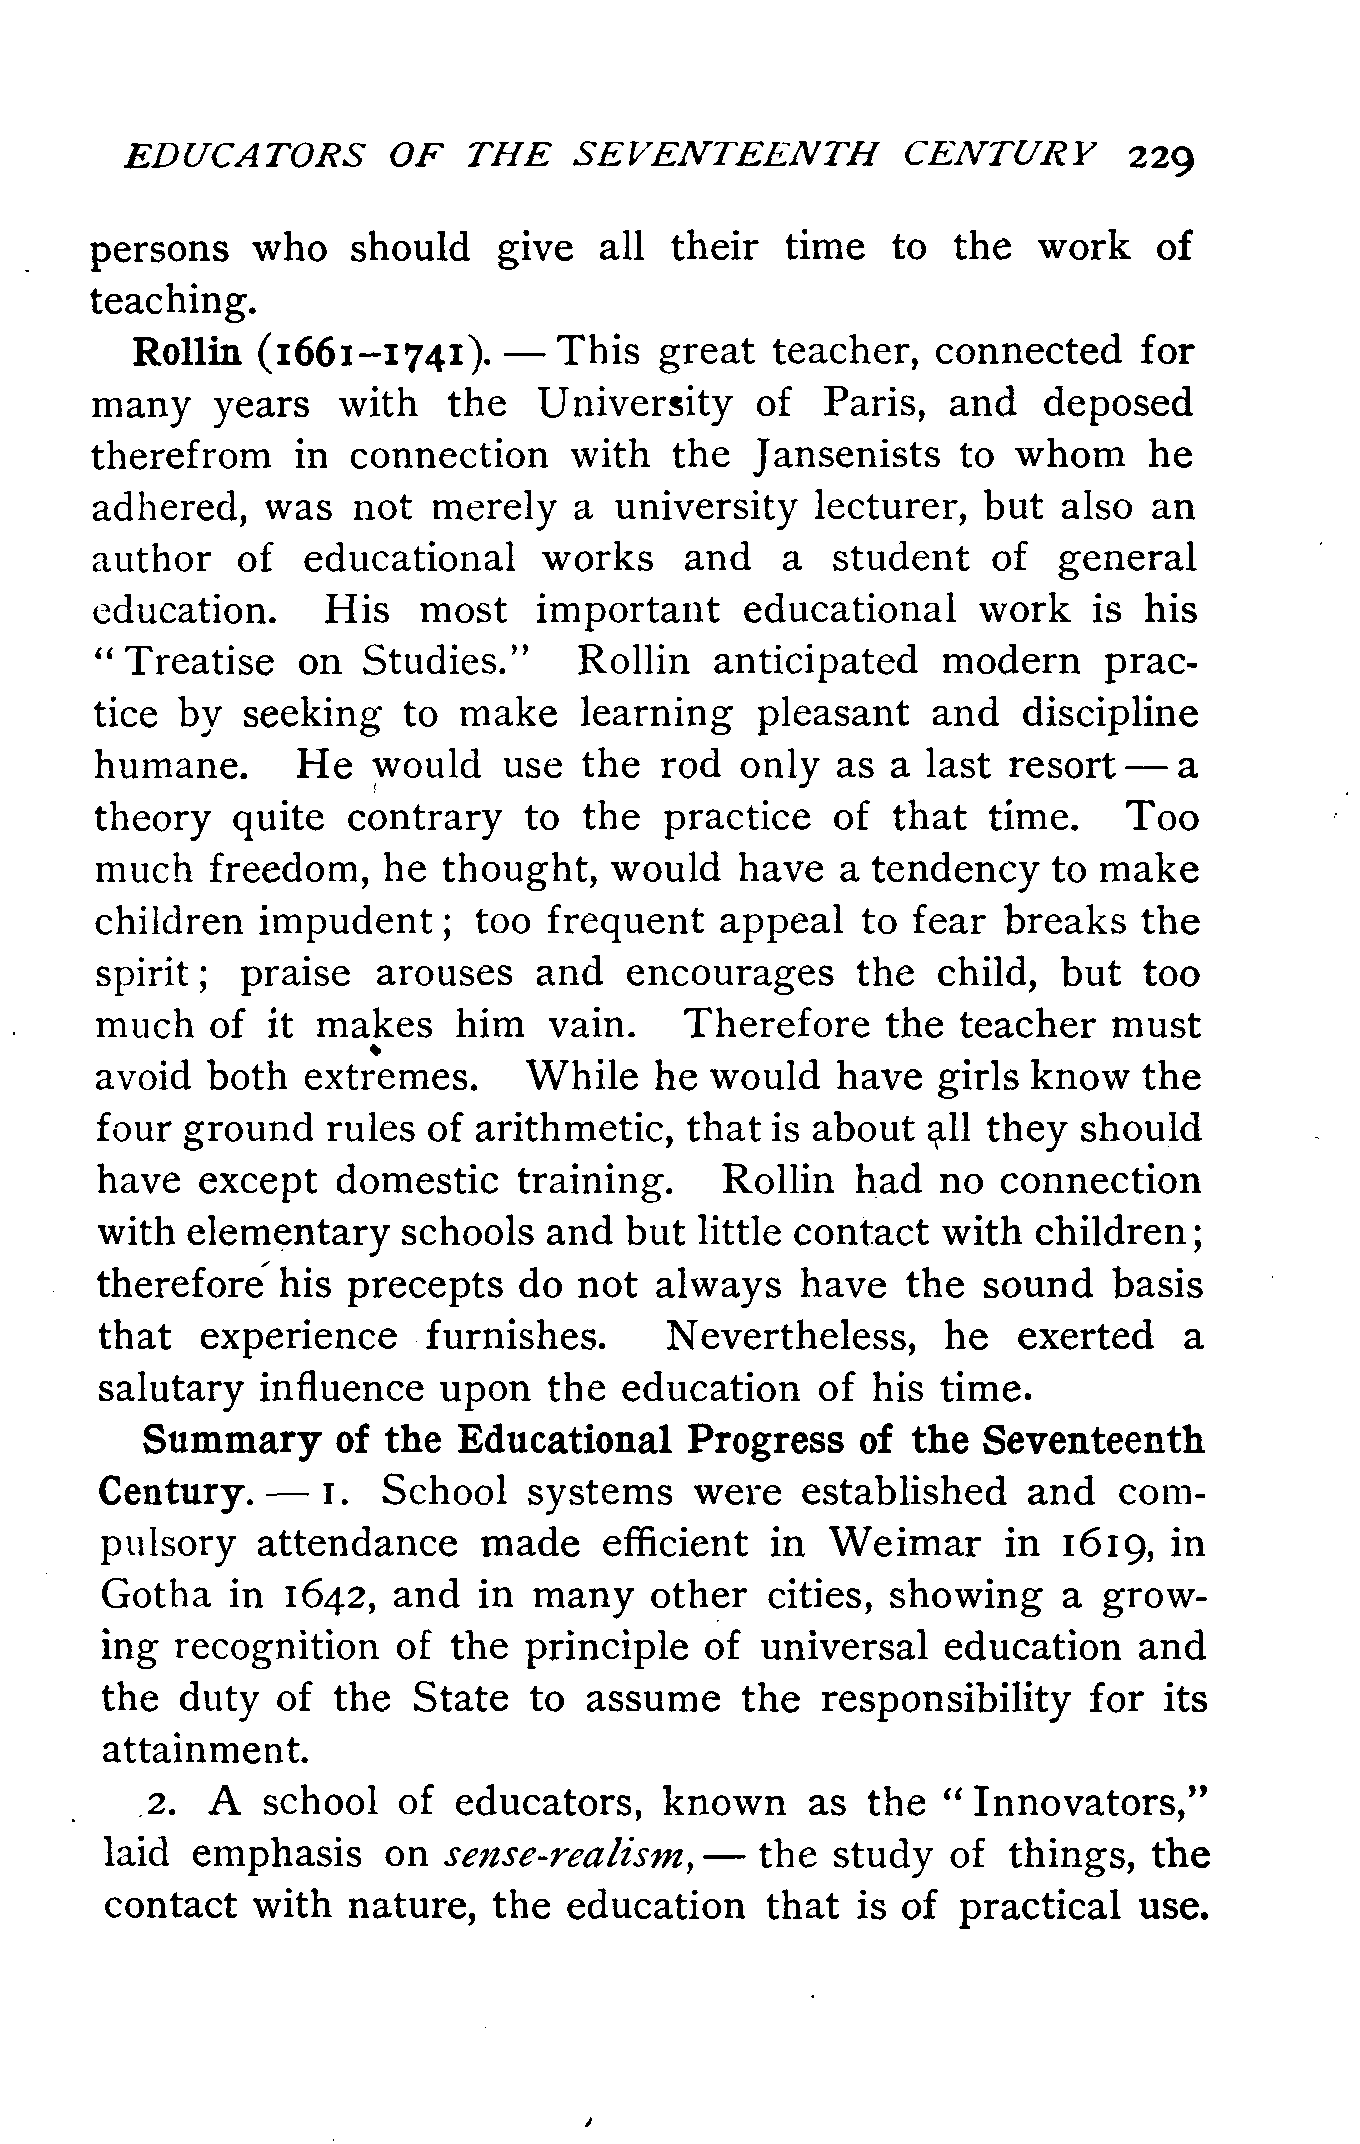 EDUCATORS OF THE SEVENTEENTH CENTURY 229
persons who should give all their time to the work of
teaching.
Rollin (1661–1741). — This great teacher, connected for
many years with the University of Paris, and deposed
therefrom in connection with the Jansenists to whom he
adhered, was not merely a university lecturer, but also an
author of educational works and a student of general
education. His most important educational work is his
“ Treatise on Studies.” Rollin anticipated modern prac-
tice by seeking to make learning pleasant and discipline
humane. He would use the rod only as a last resort — a
theory quite contrary to the practice of that time. Too
much freedom, he thought, would have a tendency to make
children impudent ; too frequent appeal to fear breaks the
spirit ; praise arouses and encourages the child, but too
much of it makes him vain. Therefore the teacher must
avoid both extremes. While he would have girls know the
four ground rules of arithmetic, that is about all they should
have except domestic training. Rollin had no connection
with elementary schools and but little contact with children ;
therefore his precepts do not always have the sound basis
that experience furnishes. Nevertheless, he exerted a
salutary influence upon the education of his time.
Summary of the Educational Progress of the Seventeenth
Century. — 1. School systems were established and com-
pulsory attendance made efficient in Weimar in 1619, in
Gotha in 1642, and in many other cities, showing a grow-
ing recognition of the principle of universal education and
the duty of the State to assume the responsibility for its
attainment.
2. A school of educators, known as the “ Innovators,”
laid emphasis on sense-realism, — the study of things, the
contact with nature, the education that is of practical use.